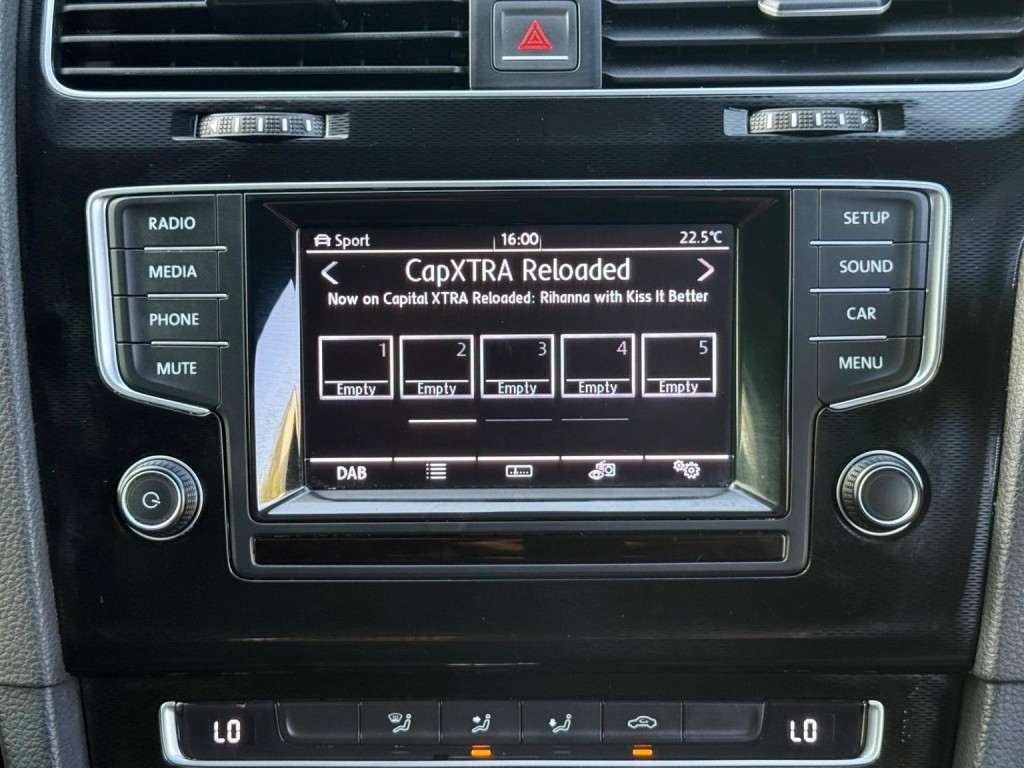 RADIO
MEDIA
PHONE
MUTE
Sport 16:00 22.5°C
CapXTRA Reloaded
Now on Capital XTRA Reloaded: Rihanna with Kiss It Better
1 2 3 4 5
Empty Empty Empty Empty Empty
DAB
SETUP
SOUND
CAR
MENU
LO LO